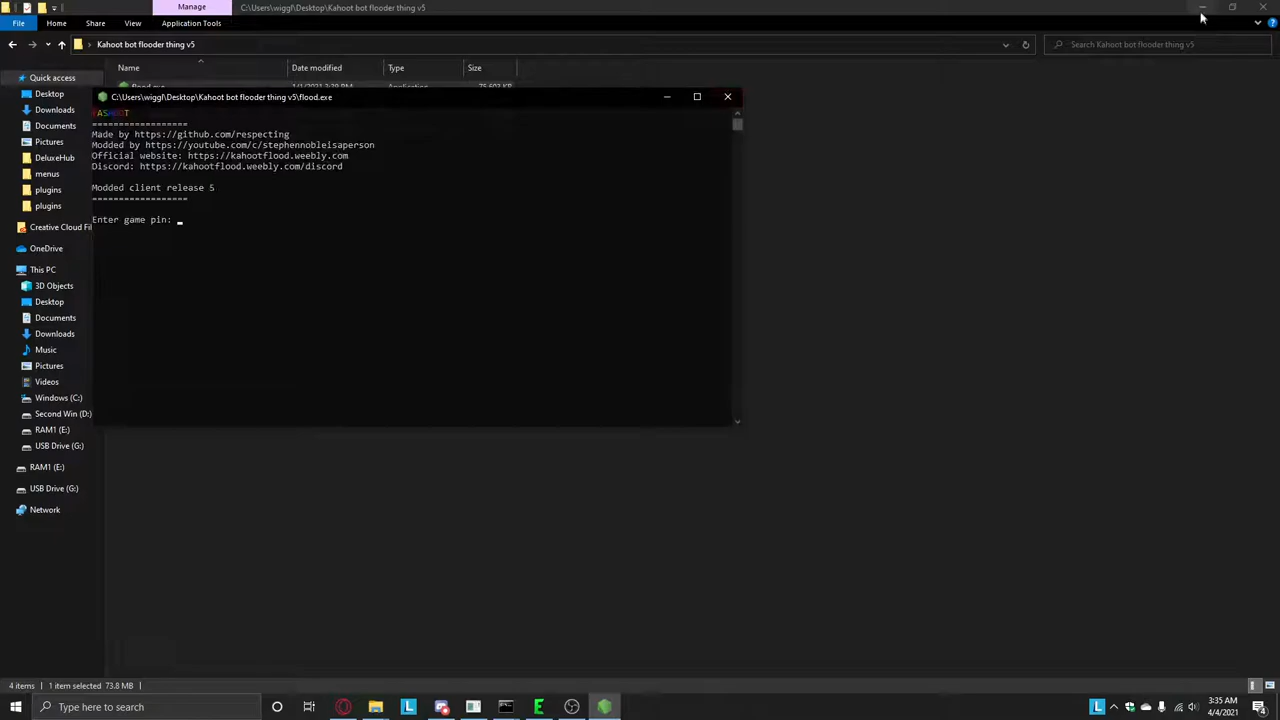 Manage
C:\Users\wiggl\Desktop\Kahoot bot flooder thing v5
File
Home
Share
View
Application Tools
Kahoot bot flooder thing v5
Search Kahoot bot flooder thing v5
Name
Date modified
Type
Size
Quick access
Desktop
Downloads
Documents
Pictures
DeluxeHub
menus
plugins
plugins
Creative Cloud Fil
OneDrive
This PC
3D Objects
Desktop
Documents
Downloads
Music
Pictures
Videos
Windows (C:)
Second Win (D:)
RAM1 (E:)
USB Drive (G:)
RAM1 (E:)
USB Drive (G:)
Network
C:\Users\wiggl\Desktop\Kahoot bot flooder thing v5\flood.exe
==================
Made by https://github.com/respecting
Modded by https://youtube.com/c/stephennobleisaperson
Official website: https://kahootflood.weebly.com
Discord: https://kahootflood.weebly.com/discord
Modded client release 5
==================
Enter game pin: _
4 items
1 item selected 73.8 MB
Type here to search
3:35 AM
4/4/2021